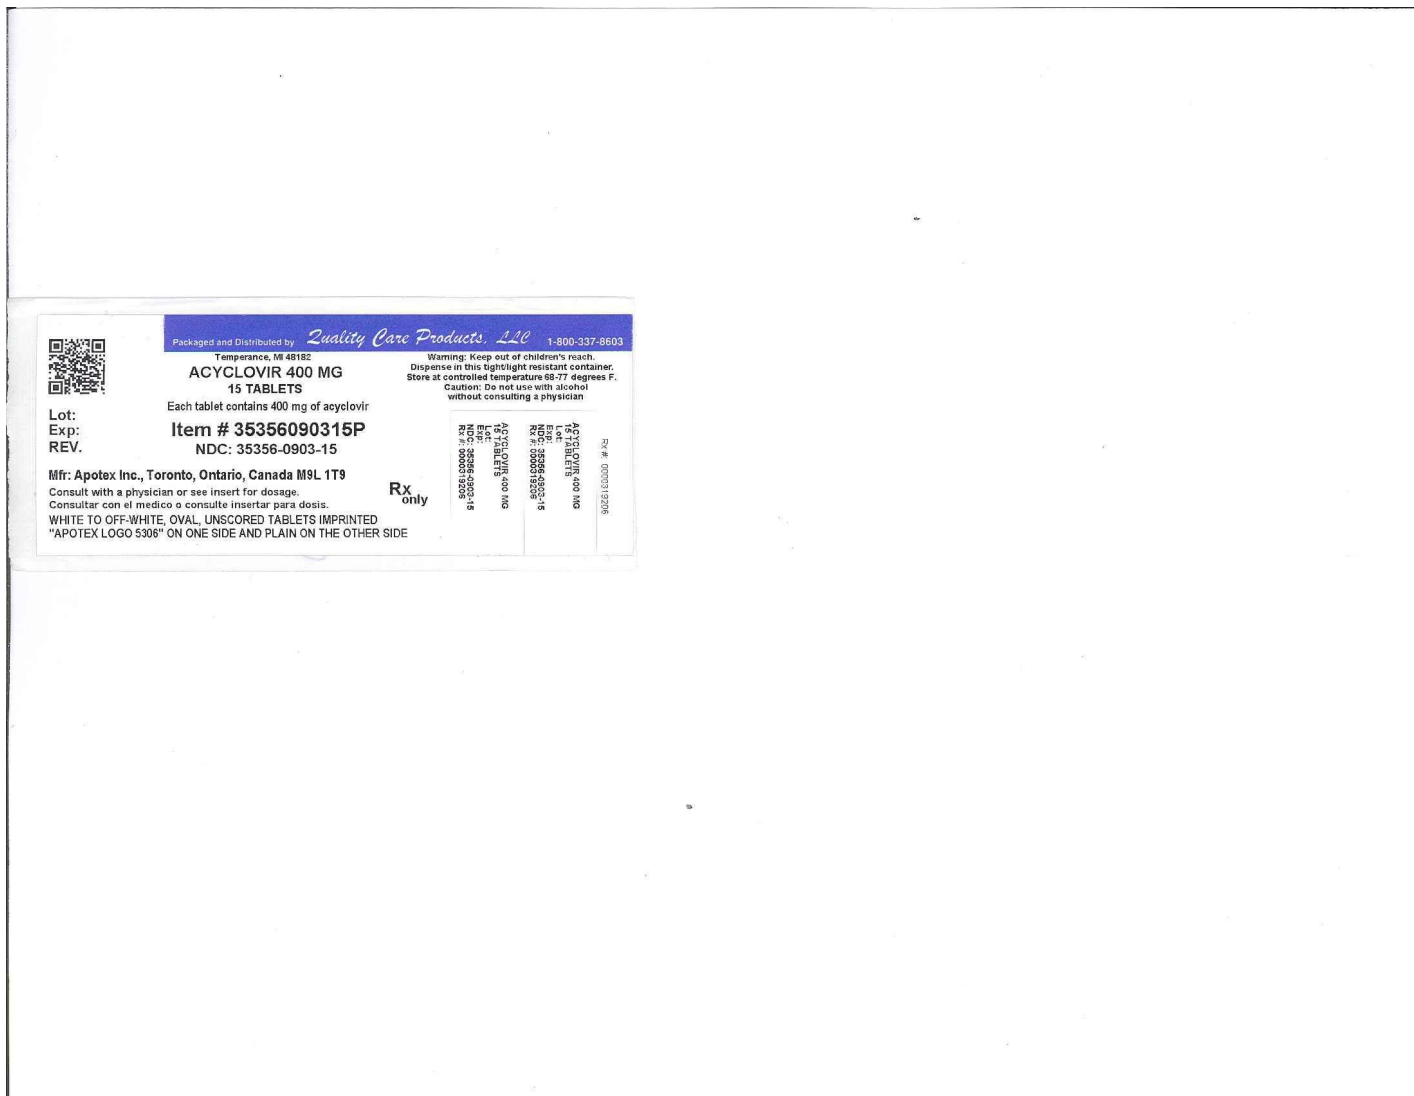 Packaged and Distributed by Quality Care Products, LLC 1-800-337-8603
Temperance, MI 48182
ACYCLOVIR 400 MG
15 TABLETS
Each tablet contains 400 mg of acyclovir
Item # 35356090315P
NDC: 35356-0903-15
Warning: Keep out of children's reach.
Dispense in this tight/light resistant container.
Store at controlled temperature 68-77 degrees F.
Caution: Do not use with alcohol
without consulting a physician
Lot:
Exp:
REV.
Mfr: Apotex Inc., Toronto, Ontario, Canada M9L 1T9
Consult with a physician or see insert for dosage.
Consultar con el medico o consulte insertar para dosis.
Rx only
WHITE TO OFF-WHITE, OVAL, UNSCORED TABLETS IMPRINTED
"APOTEX LOGO 5306" ON ONE SIDE AND PLAIN ON THE OTHER SIDE
ACYCLOVIR 400 MG
15 TABLETS
Lot:
Exp:
NDC: 35356-0903-15
Rx #: 0000319206
ACYCLOVIR 400 MG
15 TABLETS
Lot:
Exp:
NDC: 35356-0903-15
Rx #: 0000319206
Rx #: 0000319206